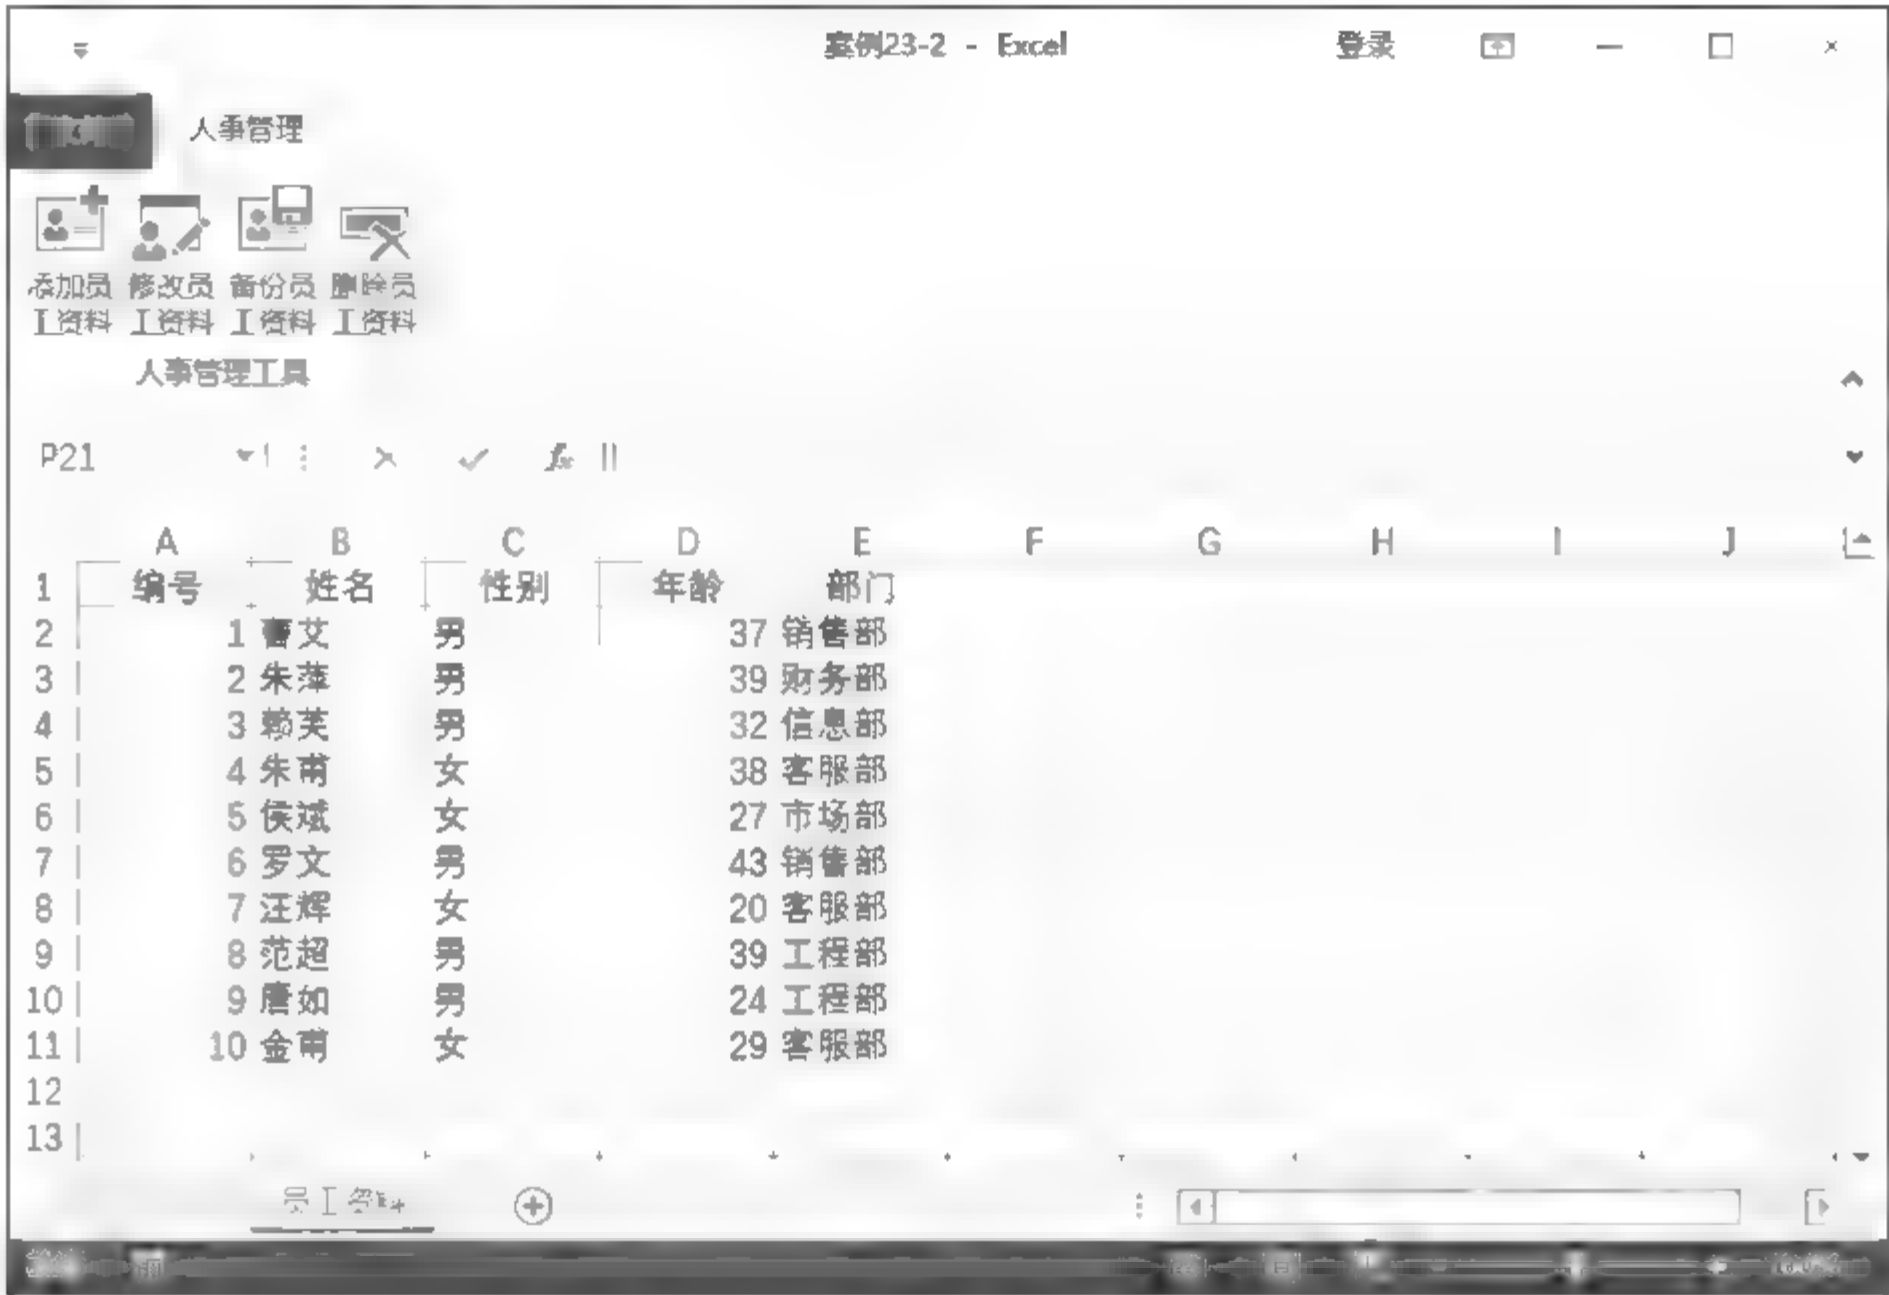 案例23-2 - Excel 登录
人事管理
添加员工资料 修改员工资料 备份员工资料 删除员工资料
人事管理工具
P21 fx
A B C D E F G H I J
1 编号 姓名 性别 年龄 部门
2 1 曹艾 男 37 销售部
3 2 朱萍 男 39 财务部
4 3 赖芙 男 32 信息部
5 4 朱 女 38 客服部
6 5 侯斌 女 27 市场部
7 6 罗文 男 43 销售部
8 7 汪辉 女 20 客服部
9 8 范超 男 39 工程部
10 9 唐如 男 24 工程部
11 10 金 女 29 客服部
12
13
员工资料